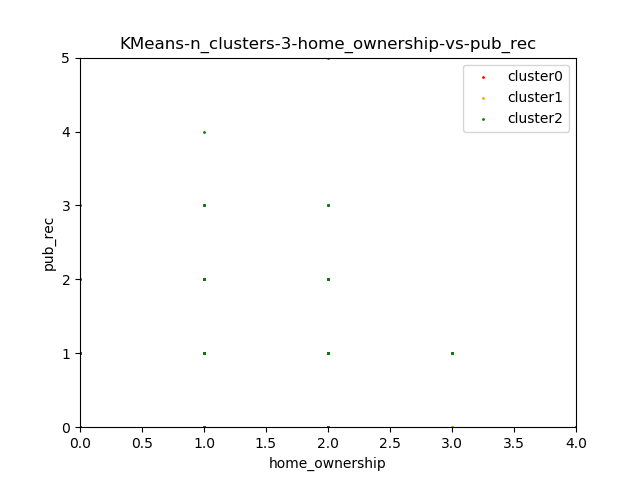 KMeans-n_clusters-3-home_ownership-vs-pub_rec
cluster0
cluster1
cluster2
pub_rec
5
4
3
2
1
0
0.0 0.5 1.0 1.5 2.0 2.5 3.0 3.5 4.0
home_ownership